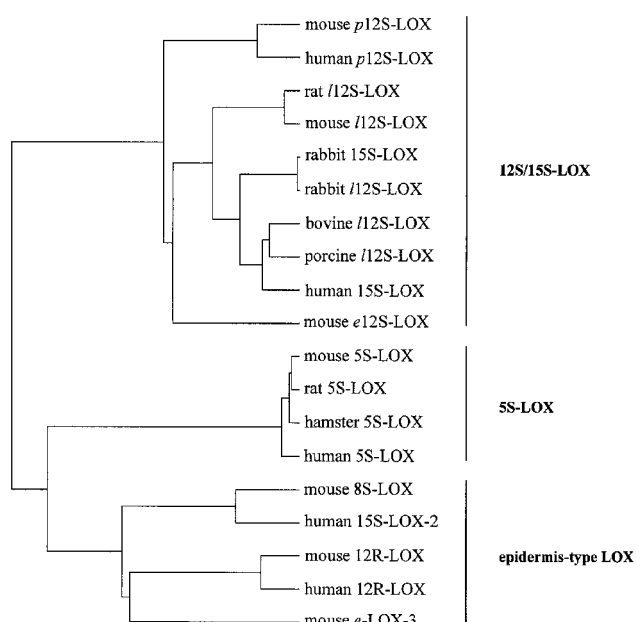 mouse p12S-LOX
human p12S-LOX
rat l12S-LOX
mouse l12S-LOX
rabbit 15S-LOX
rabbit l12S-LOX
bovine l12S-LOX
porcine l12S-LOX
human 15S-LOX
mouse e12S-LOX
12S/15S-LOX
mouse 5S-LOX
rat 5S-LOX
hamster 5S-LOX
human 5S-LOX
5S-LOX
mouse 8S-LOX
human 15S-LOX-2
mouse 12R-LOX
human 12R-LOX
mouse e-LOX-3
epidermis-type LOX